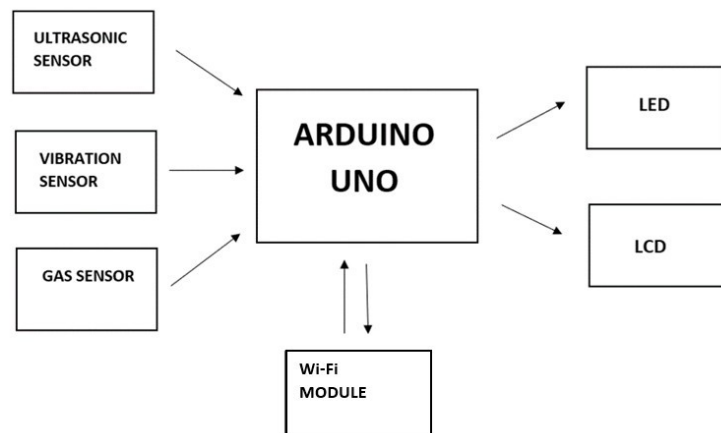 ULTRASONIC
SENSOR
VIBRATION
SENSOR
GAS SENSOR
ARDUINO
UNO
Wi-Fi
MODULE
LED
LCD